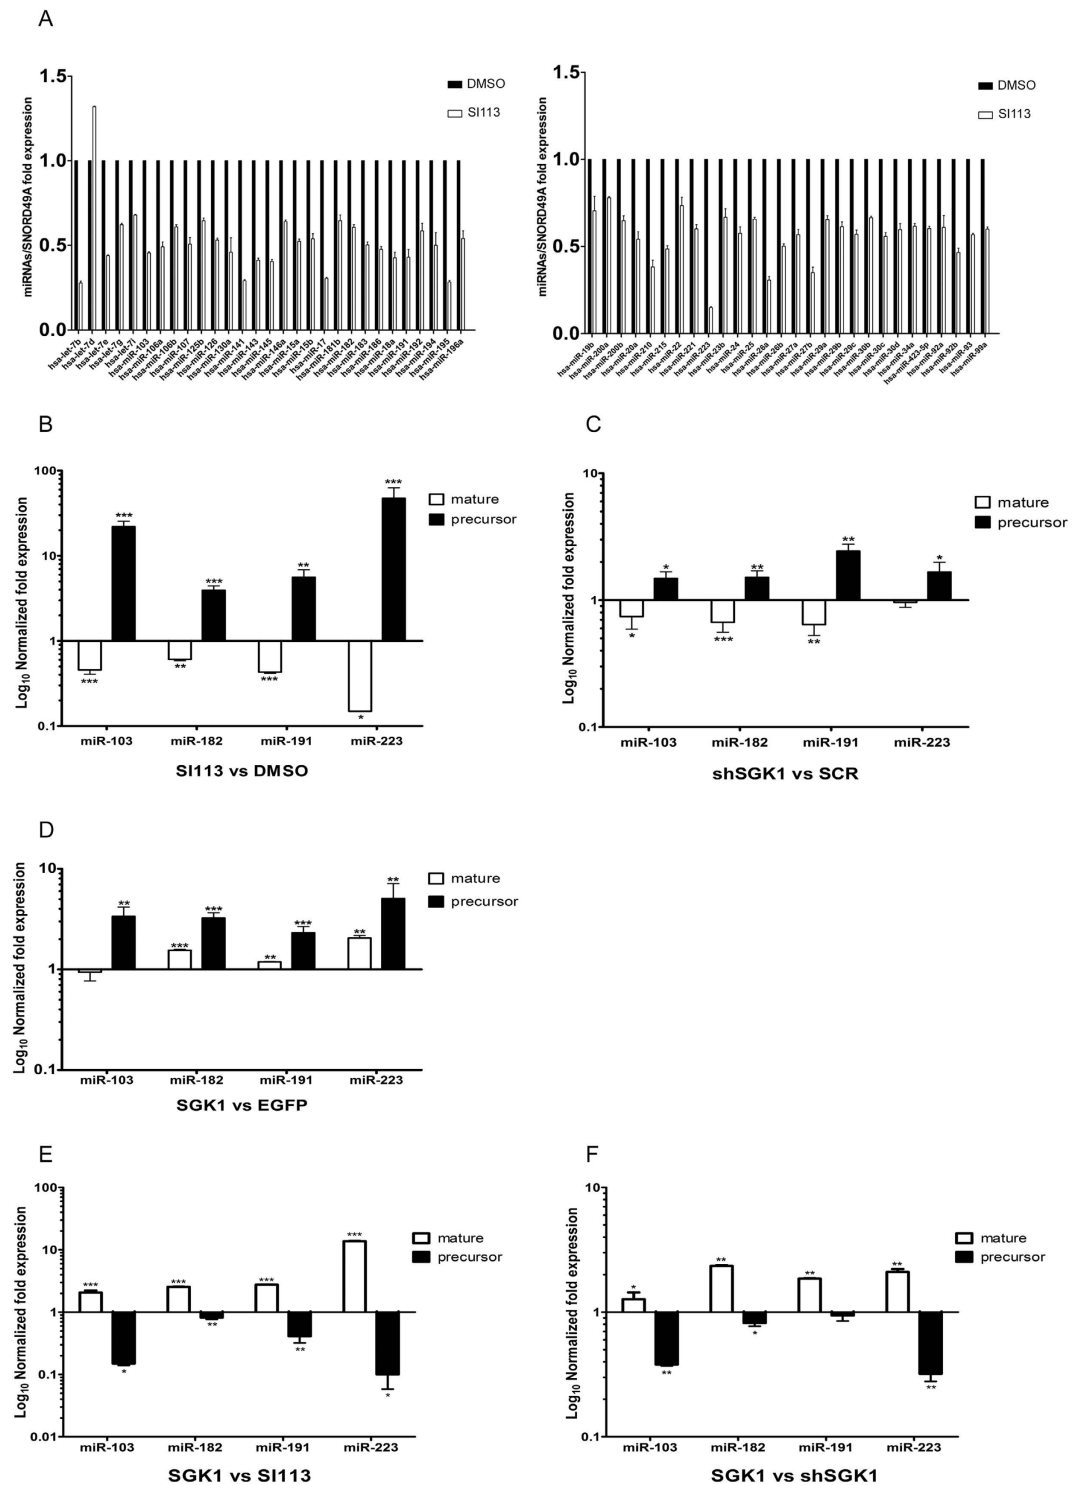 A
miRNAs/SNORD49A fold expression
1.5
1.0
0.5
0.0
DMSO
SI113
hsa-let-7b
hsa-let-7d
hsa-let-7e
hsa-let-7g
hsa-let-7i
hsa-miR-103
hsa-miR-106a
hsa-miR-106b
hsa-miR-107
hsa-miR-125b
hsa-miR-126
hsa-miR-130a
hsa-miR-141
hsa-miR-143
hsa-miR-145
hsa-miR-146a
hsa-miR-15a
hsa-miR-15b
hsa-miR-17
hsa-miR-181b
hsa-miR-182
hsa-miR-183
hsa-miR-186
hsa-miR-18a
hsa-miR-191
hsa-miR-192
hsa-miR-194
hsa-miR-195
hsa-miR-196a
miRNAs/SNORD49A fold expression
1.5
1.0
0.5
0.0
DMSO
SI113
hsa-miR-19b
hsa-miR-200a
hsa-miR-200b
hsa-miR-20a
hsa-miR-210
hsa-miR-215
hsa-miR-22
hsa-miR-221
hsa-miR-223
hsa-miR-23b
hsa-miR-24
hsa-miR-25
hsa-miR-26a
hsa-miR-26b
hsa-miR-27a
hsa-miR-27b
hsa-miR-29a
hsa-miR-29b
hsa-miR-29c
hsa-miR-30b
hsa-miR-30c
hsa-miR-30d
hsa-miR-34a
hsa-miR-423-5p
hsa-miR-92a
hsa-miR-92b
hsa-miR-93
hsa-miR-99a
B
Log10 Normalized fold expression
100
10
1
0.1
mature
precursor
***
***
***
**
**
***
***
*
miR-103 miR-182 miR-191 miR-223
SI113 vs DMSO
C
Log10 Normalized fold expression
10
1
0.1
mature
precursor
*
**
**
*
*
***
**
miR-103 miR-182 miR-191 miR-223
shSGK1 vs SCR
D
Log10 Normalized fold expression
10
1
0.1
mature
precursor
**
***
***
**
***
**
**
miR-103 miR-182 miR-191 miR-223
SGK1 vs EGFP
E
Log10 Normalized fold expression
100
10
1
0.1
0.01
mature
precursor
***
***
***
***
*
**
**
*
miR-103 miR-182 miR-191 miR-223
SGK1 vs SI113
F
Log10 Normalized fold expression
10
1
0.1
mature
precursor
*
**
**
**
**
*
**
miR-103 miR-182 miR-191 miR-223
SGK1 vs shSGK1